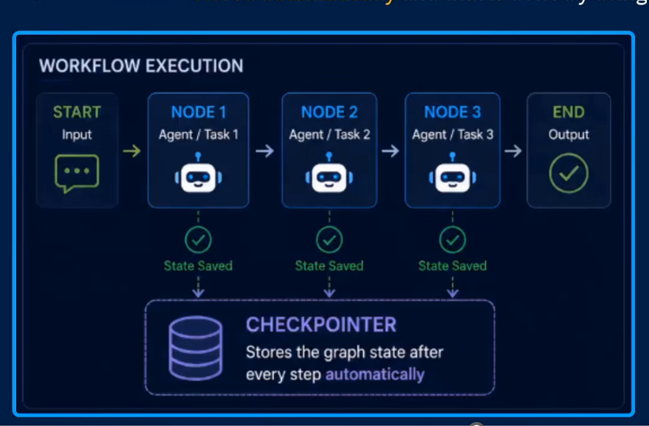 WORKFLOW EXECUTION
START
Input
NODE 1
Agent / Task 1
NODE 2
Agent / Task 2
NODE 3
Agent / Task 3
END
Output
State Saved
State Saved
State Saved
CHECKPOINTER
Stores the graph state after
every step automatically